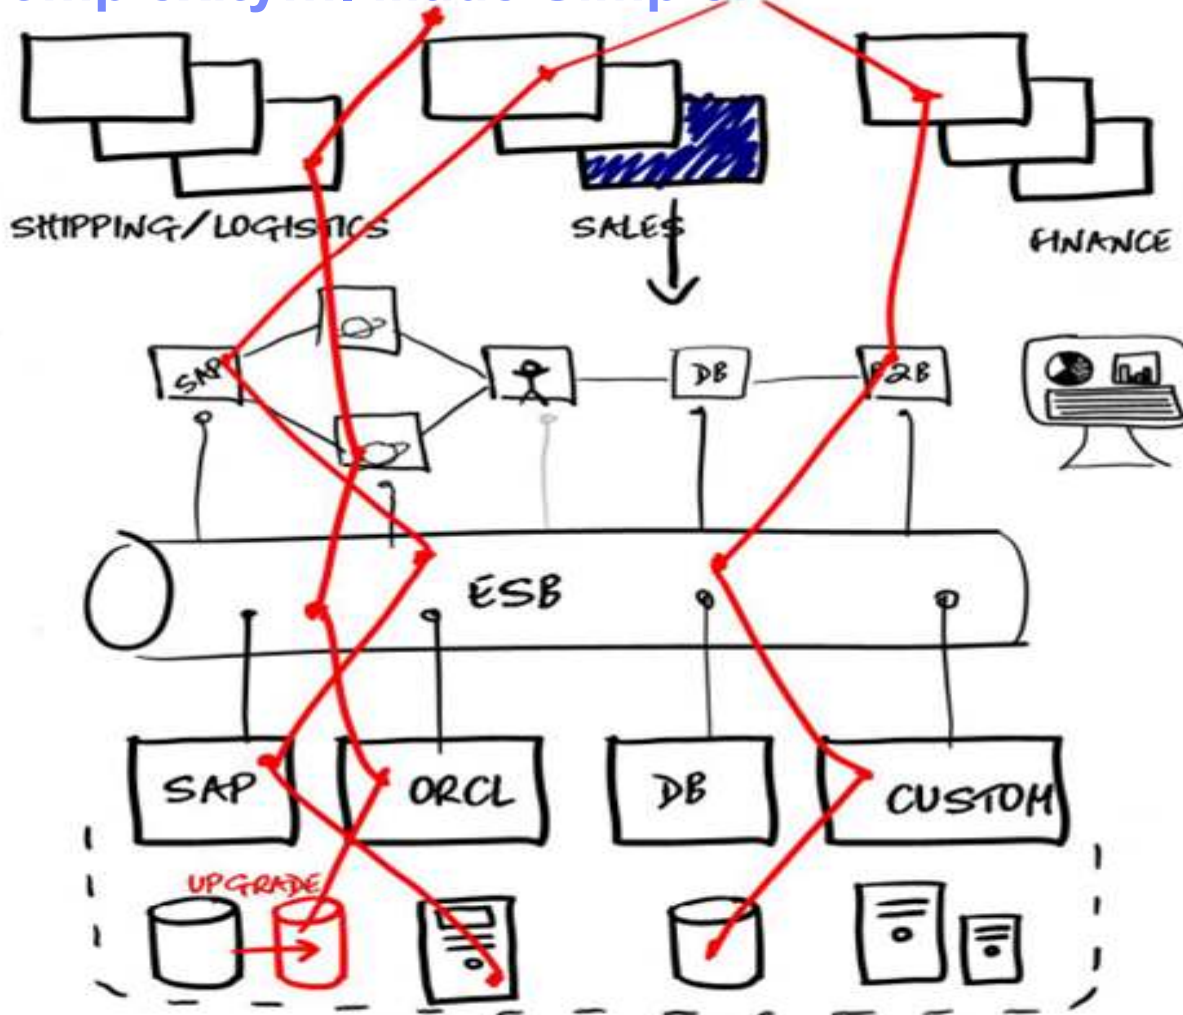 SHIPPING/LOGISTICS
SALES
FINANCE
SAP
DB
B2B
ESB
SAP
ORCL
DB
CUSTOM
UPGRADE